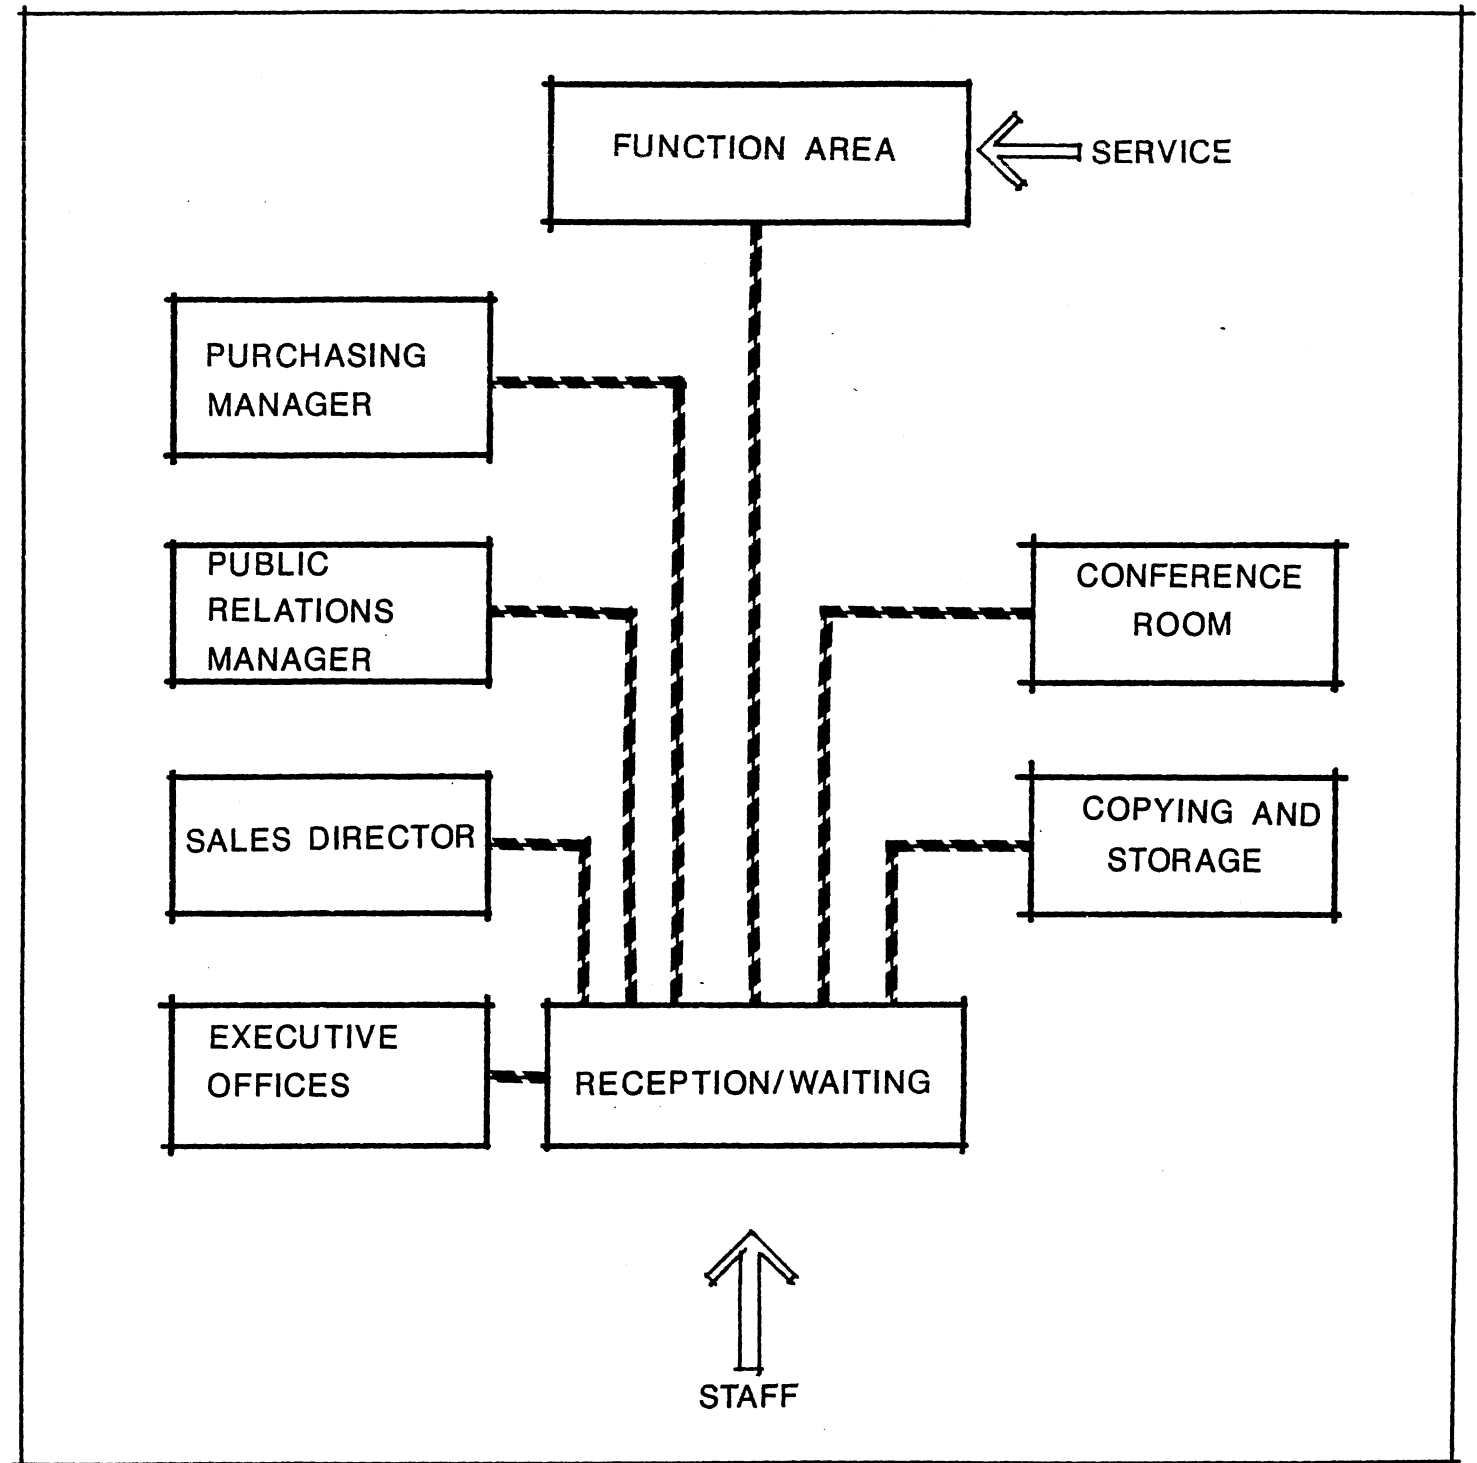 FUNCTION AREA
SERVICE
PURCHASING
MANAGER
PUBLIC
RELATIONS
MANAGER
CONFERENCE
ROOM
SALES DIRECTOR
COPYING AND
STORAGE
EXECUTIVE
OFFICES
RECEPTION/WAITING
STAFF